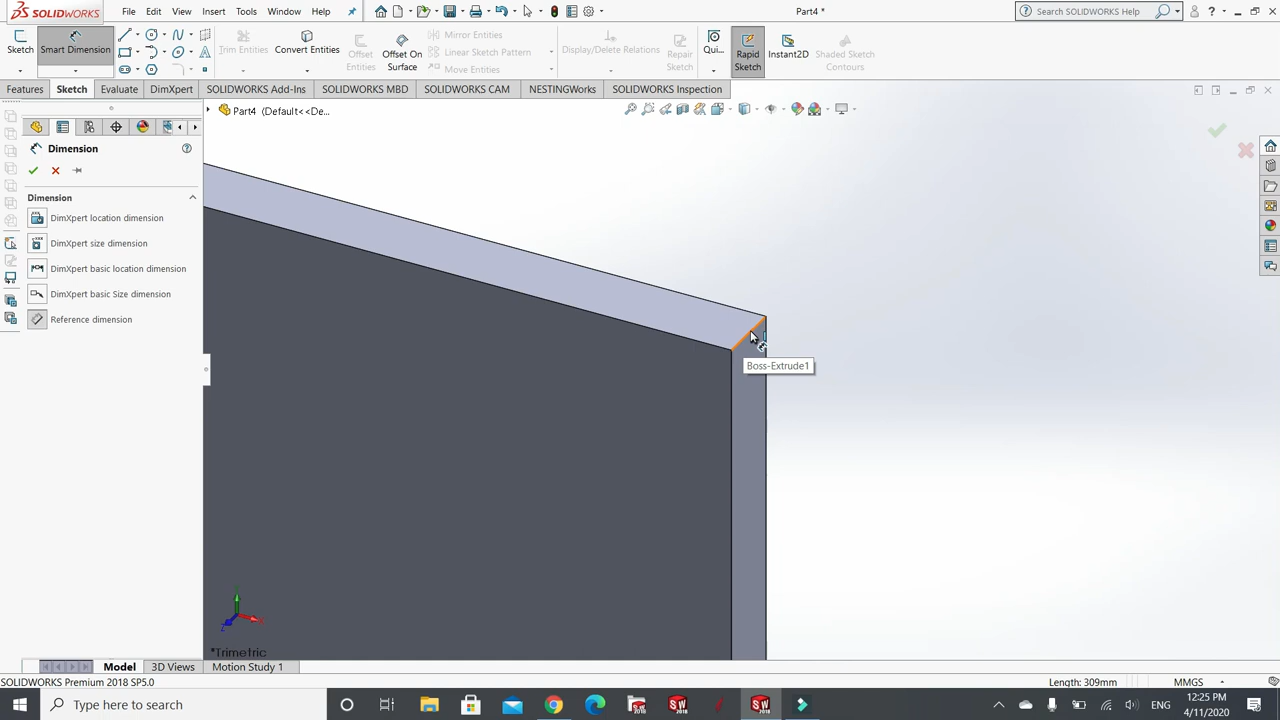 SOLIDWORKS
File Edit View Insert Tools Window Help
Part4 *
Search SOLIDWORKS Help
Sketch
Smart Dimension
Trim Entities
Convert Entities
Offset Entities
Offset On Surface
Mirror Entities
Linear Sketch Pattern
Move Entities
Display/Delete Relations
Repair Sketch
Qui...
Rapid Sketch
Instant2D
Shaded Sketch Contours
Features Sketch Evaluate DimXpert SOLIDWORKS Add-Ins SOLIDWORKS MBD SOLIDWORKS CAM NESTINGWorks SOLIDWORKS Inspection
Part4 (Default<<De...
Dimension
Dimension
DimXpert location dimension
DimXpert size dimension
DimXpert basic location dimension
DimXpert basic Size dimension
Reference dimension
Boss-Extrude1
*Trimetric
Model 3D Views Motion Study 1
SOLIDWORKS Premium 2018 SP5.0
Length: 309mm
MMGS
Type here to search
ENG
12:25 PM
4/11/2020